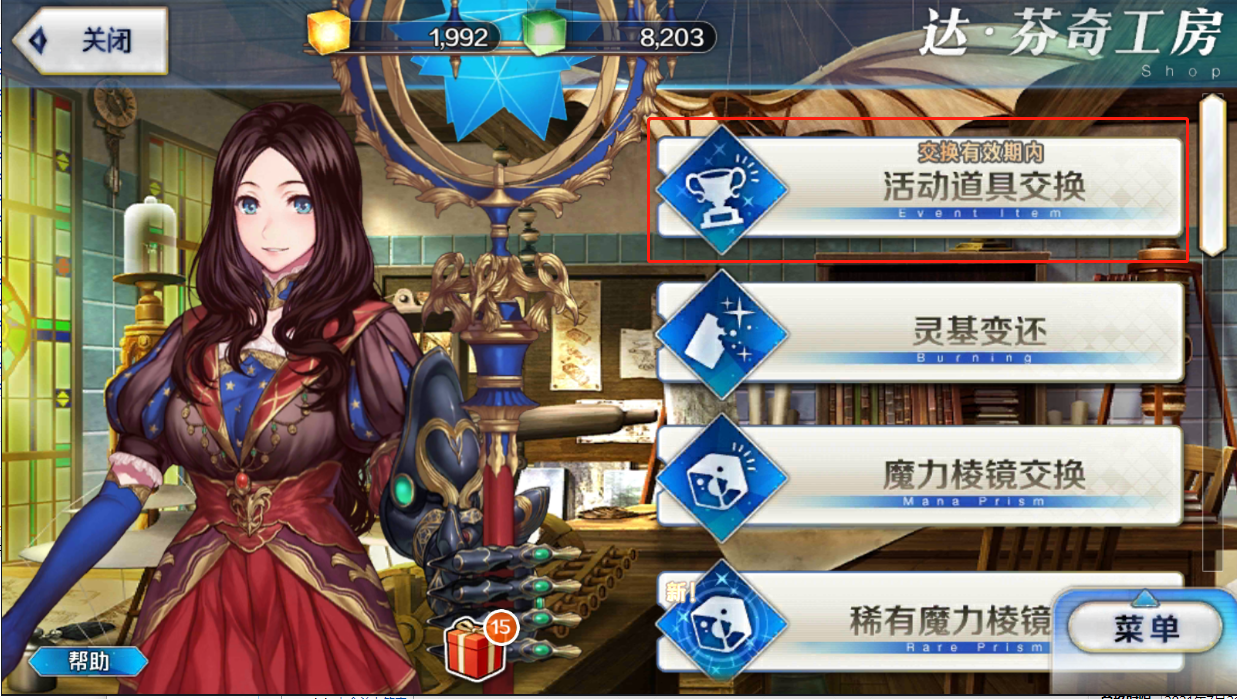 关闭
1,992
8,203
达·芬奇工房
Shop
交换有效期内
活动道具交换
Event Item
灵基变还
Burning
魔力棱镜交换
Mana Prism
新!
稀有魔力棱镜
Rare Prism
菜单
15
帮助